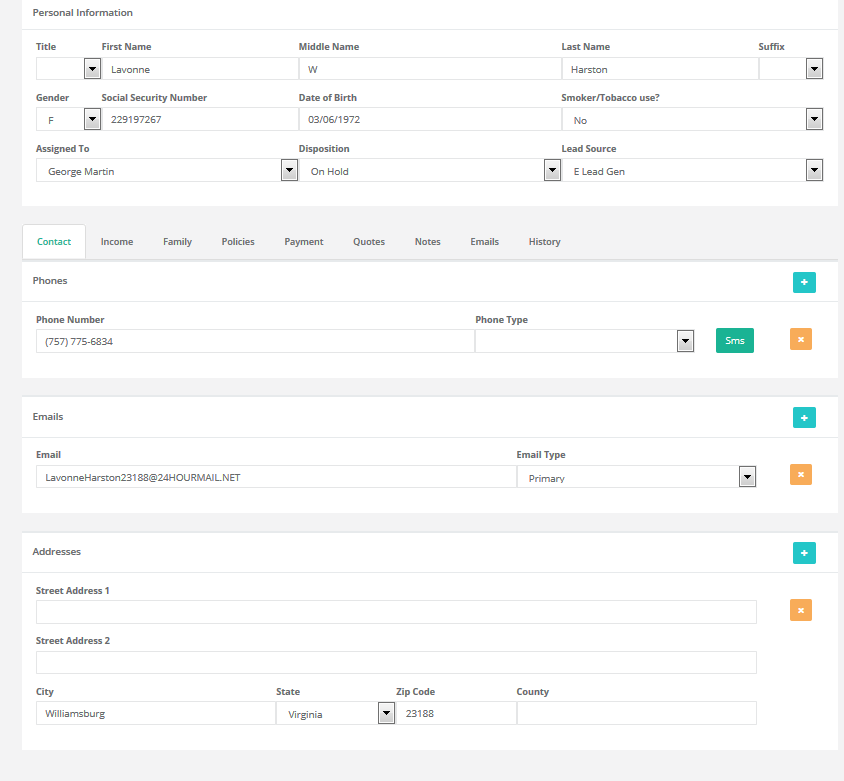 Personal Information
Title First Name Middle Name Last Name Suffix
Lavonne W Harston
Gender Social Security Number Date of Birth Smoker/Tobacco use?
F 229197267 03/06/1972 No
Assigned To Disposition Lead Source
George Martin On Hold E Lead Gen
Contact Income Family Policies Payment Quotes Notes Emails History
Phones
Phone Number Phone Type
(757) 775-6834 Sms
Emails
Email Email Type
LavonneHarston23188@24HOURMAIL.NET Primary
Addresses
Street Address 1
Street Address 2
City State Zip Code County
Williamsburg Virginia 23188